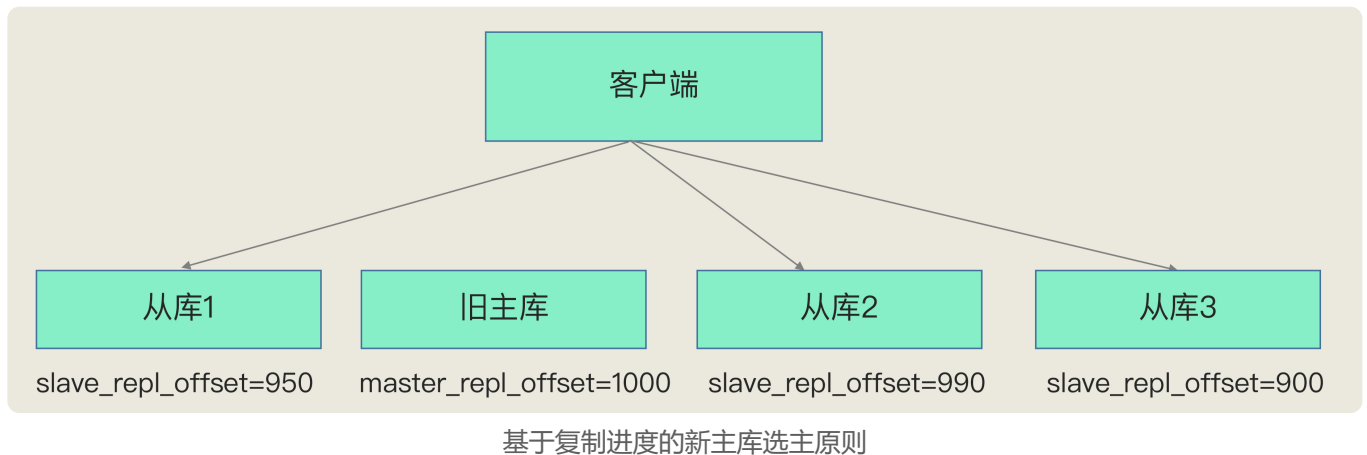 客户端
从库1
旧主库
从库2
从库3
slave_repl_offset=950
master_repl_offset=1000
slave_repl_offset=990
slave_repl_offset=900
基于复制进度的新主库选主原则